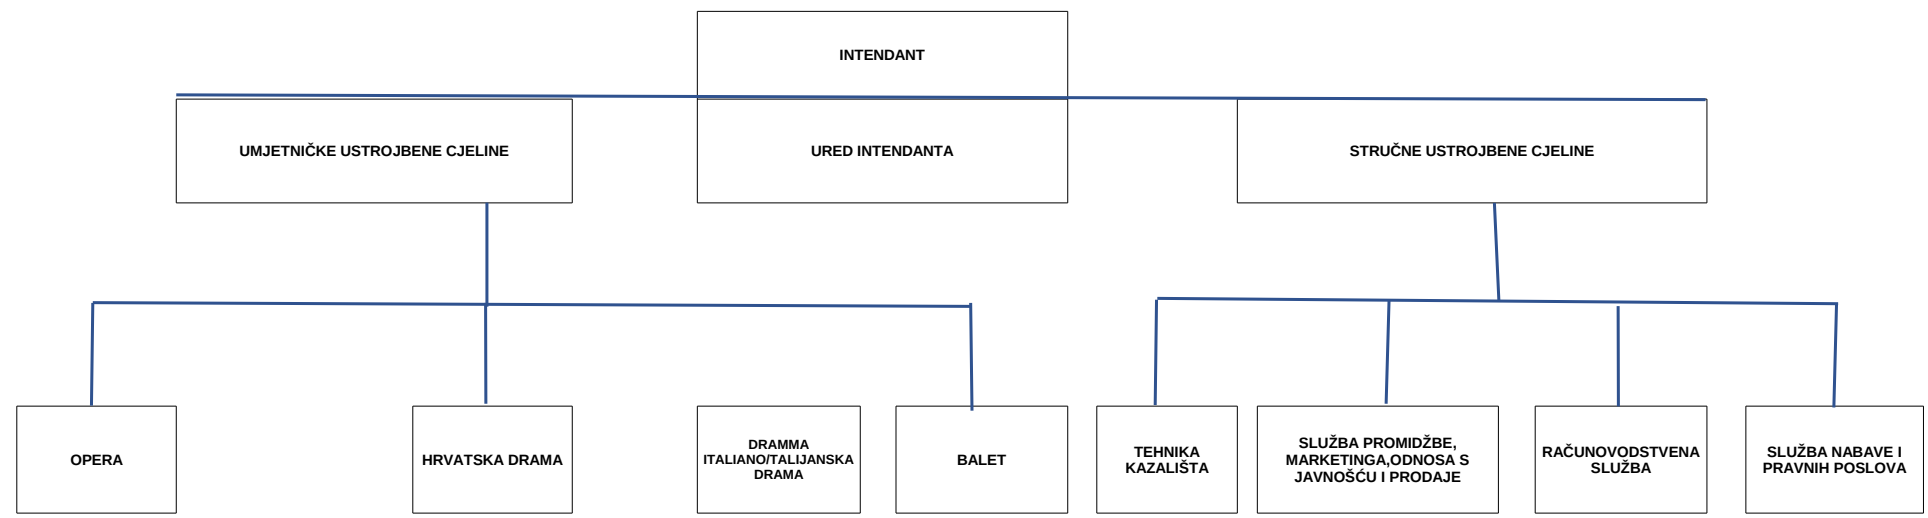 INTENDANT
UMJETNIČKE USTROJBENE CJELINE
URED INTENDANTA
STRUČNE USTROJBENE CJELINE
OPERA
HRVATSKA DRAMA
DRAMMA
ITALIANO/TALIJANSKA
DRAMA
BALET
TEHNIKA
KAZALIŠTA
SLUŽBA PROMIDŽBE,
MARKETINGA,ODNOSA S
JAVNOŠĆU I PRODAJE
RAČUNOVODSTVENA
SLUŽBA
SLUŽBA NABAVE I
PRAVNIH POSLOVA